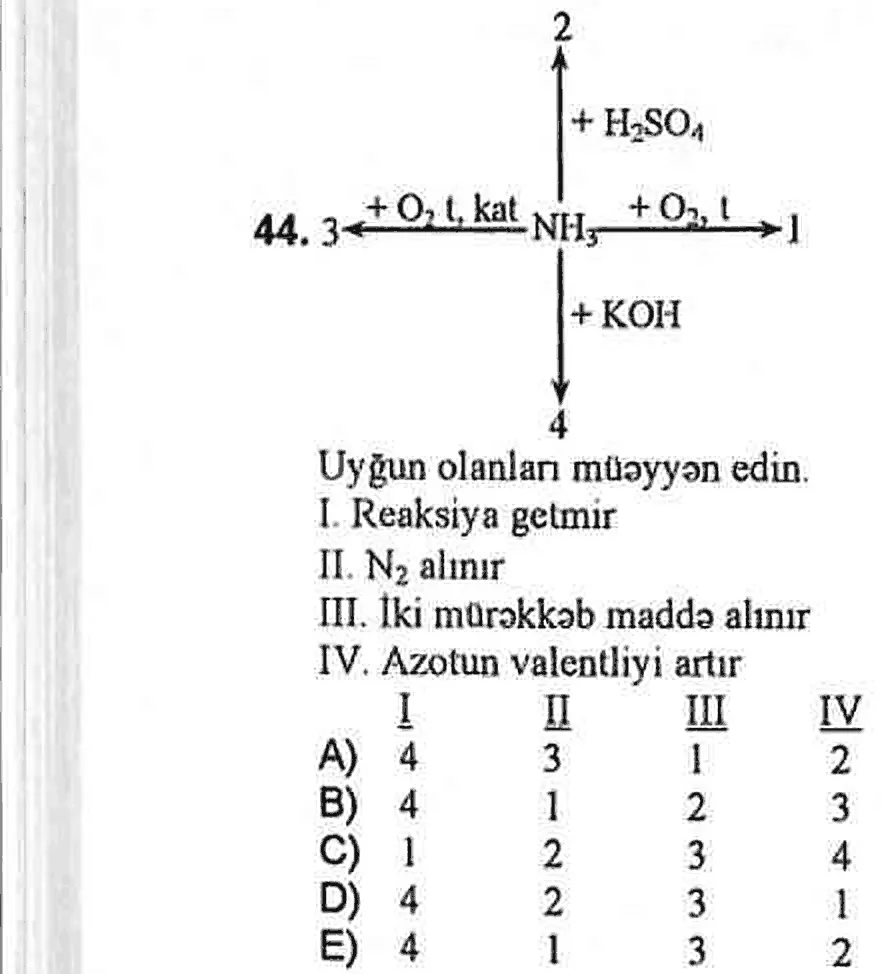 2
+ H₂SO₄
44. 3 + O₂ t, kat NH₃ + O₂, t 1
+ KOH
4
Uyğun olanları müəyyən edin.
I. Reaksiya getmir
II. N₂ alınır
III. İki mürəkkəb maddə alınır
IV. Azotun valentliyi artır
I II III IV
A) 4 3 1 2
B) 4 1 2 3
C) 1 2 3 4
D) 4 2 3 1
E) 4 1 3 2